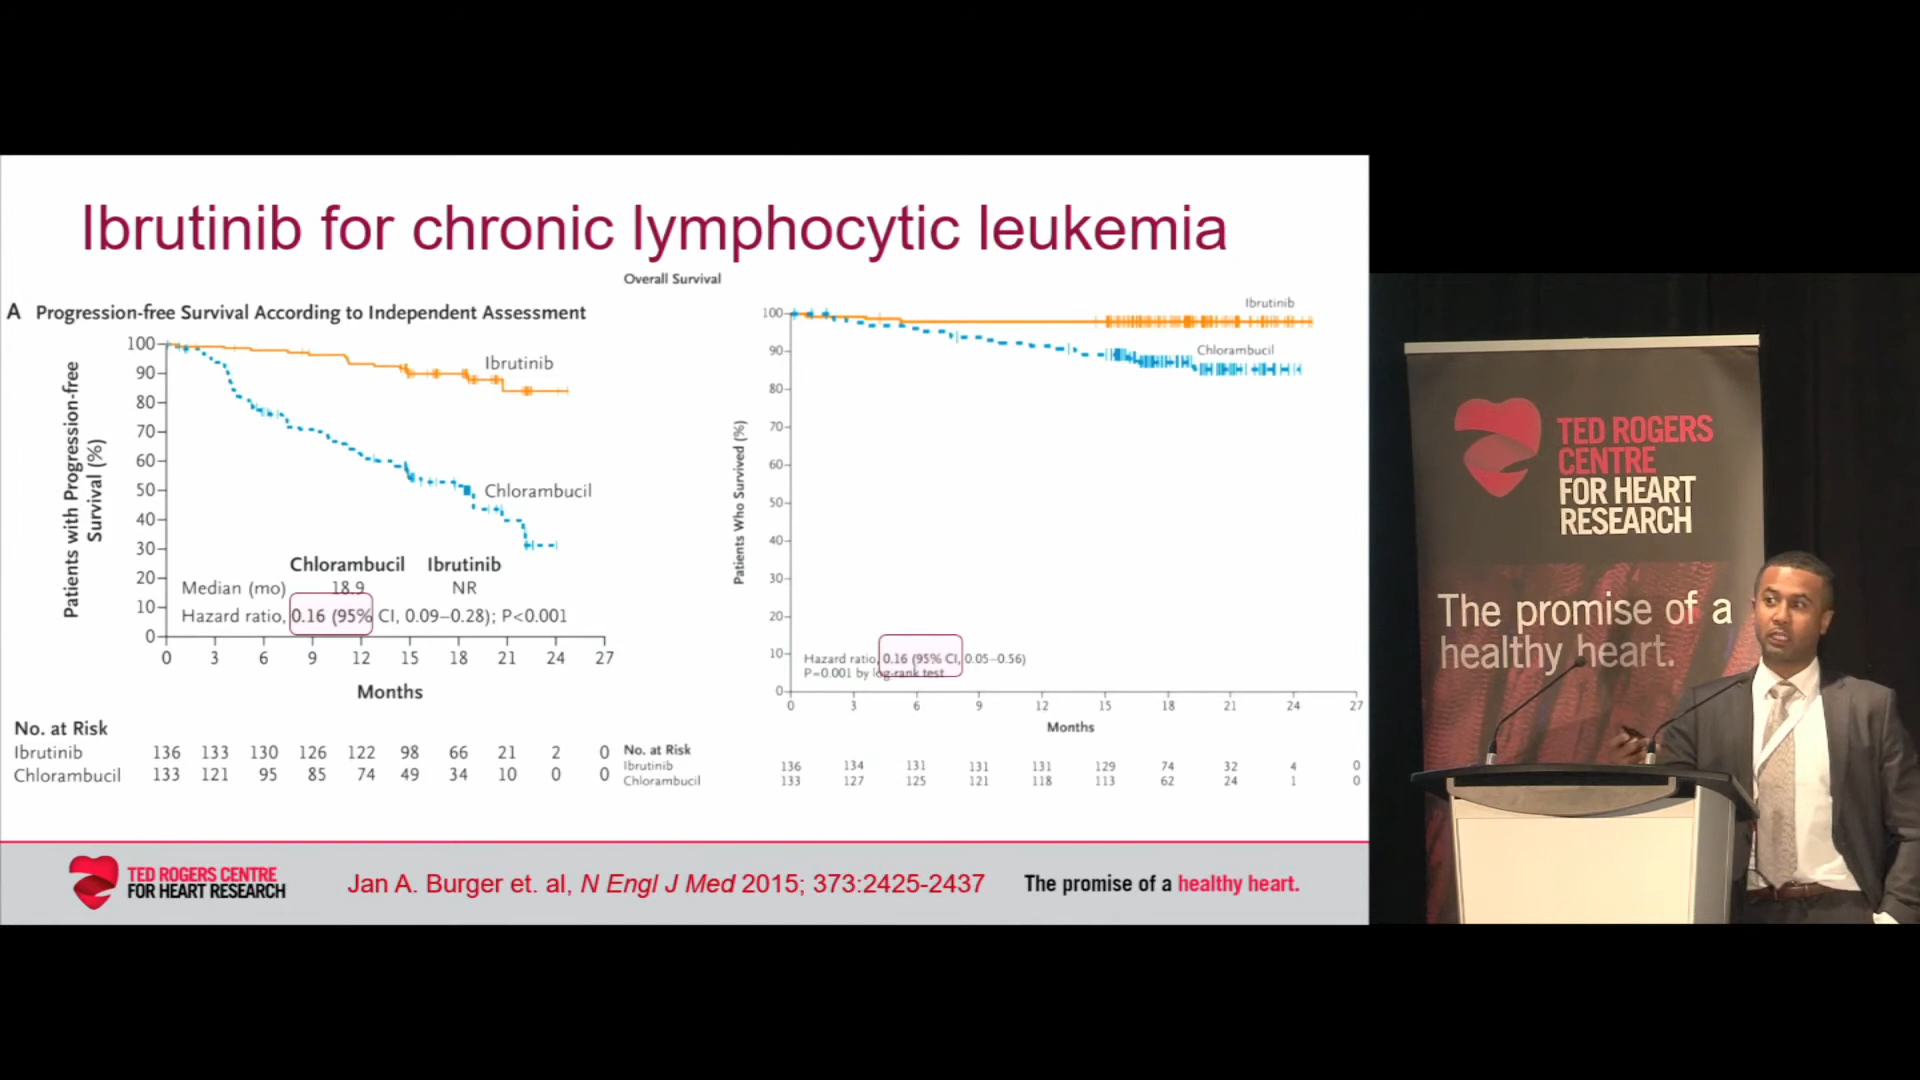 Ibrutinib for chronic lymphocytic leukemia
A Progression-free Survival According to Independent Assessment
Patients with Progression-free
Survival (%)
100
90
80
70
60
50
40
30
20
10
0
Ibrutinib
Chlorambucil
Chlorambucil Ibrutinib
Median (mo) 18.9 NR
Hazard ratio, 0.16 (95% CI, 0.09–0.28); P<0.001
0 3 6 9 12 15 18 21 24 27
Months
No. at Risk
Ibrutinib 136 133 130 126 122 98 66 21 2 0
Chlorambucil 133 121 95 85 74 49 34 10 0 0
Overall Survival
Patients Who Survived (%)
100
90
80
70
60
50
40
30
20
10
0
Ibrutinib
Chlorambucil
Hazard ratio, 0.16 (95% CI, 0.05–0.56)
P=0.001 by log-rank test
0 3 6 9 12 15 18 21 24 27
Months
No. at Risk
Ibrutinib 136 134 131 131 131 129 74 32 4 0
Chlorambucil 133 127 125 121 118 113 62 24 1 0
TED ROGERS CENTRE
FOR HEART RESEARCH
Jan A. Burger et. al, N Engl J Med 2015; 373:2425-2437
The promise of a healthy heart.
TED ROGERS
CENTRE
FOR HEART
RESEARCH
The promise of a
healthy heart.